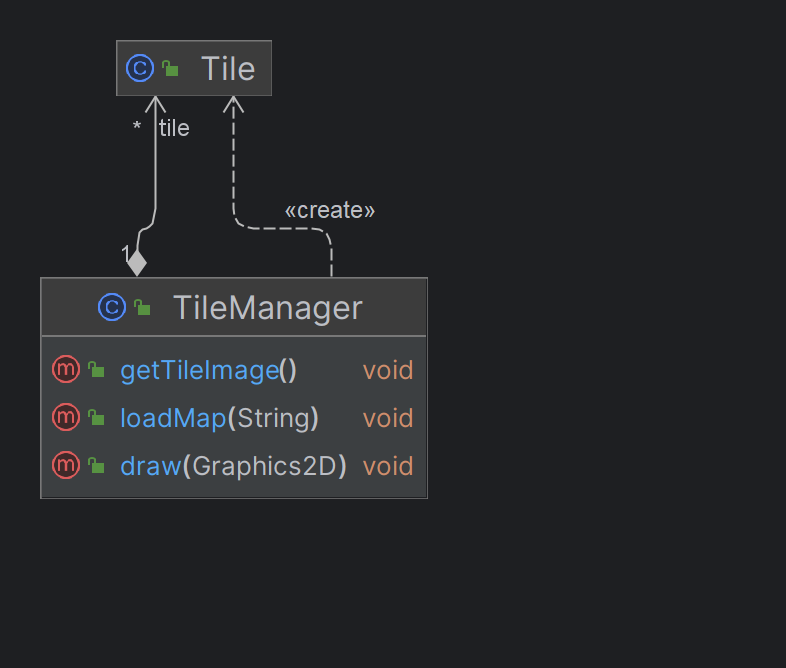 C Tile
* tile
«create»
1
C TileManager
m getTileImage() void
m loadMap(String) void
m draw(Graphics2D) void